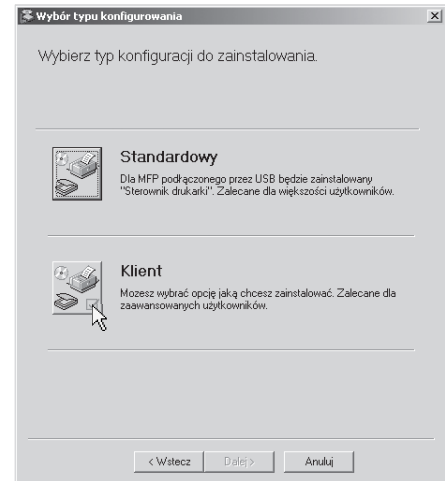 Wybór typu konfigurowania
Wybierz typ konfiguracji do zainstalowania.
Standardowy
Dla MFP podłączonego przez USB będzie zainstalowany
"Sterownik drukarki". Zalecane dla większości użytkowników.
Klient
Mozesz wybrać opcję jaką chcesz zainstalować. Zalecane dla
zaawansowanych użytkowników.
< Wstecz Dalej > Anuluj